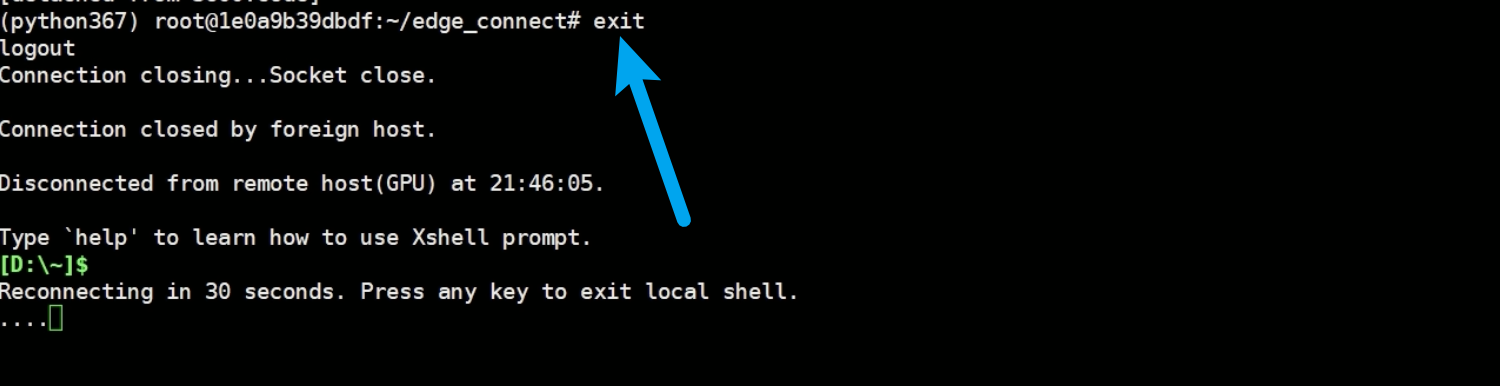 (python367) root@1e0a9b39dbdf:~/edge_connect# exit
logout
Connection closing...Socket close.
Connection closed by foreign host.
Disconnected from remote host(GPU) at 21:46:05.
Type `help' to learn how to use Xshell prompt.
[D:\~]$
Reconnecting in 30 seconds. Press any key to exit local shell.
....